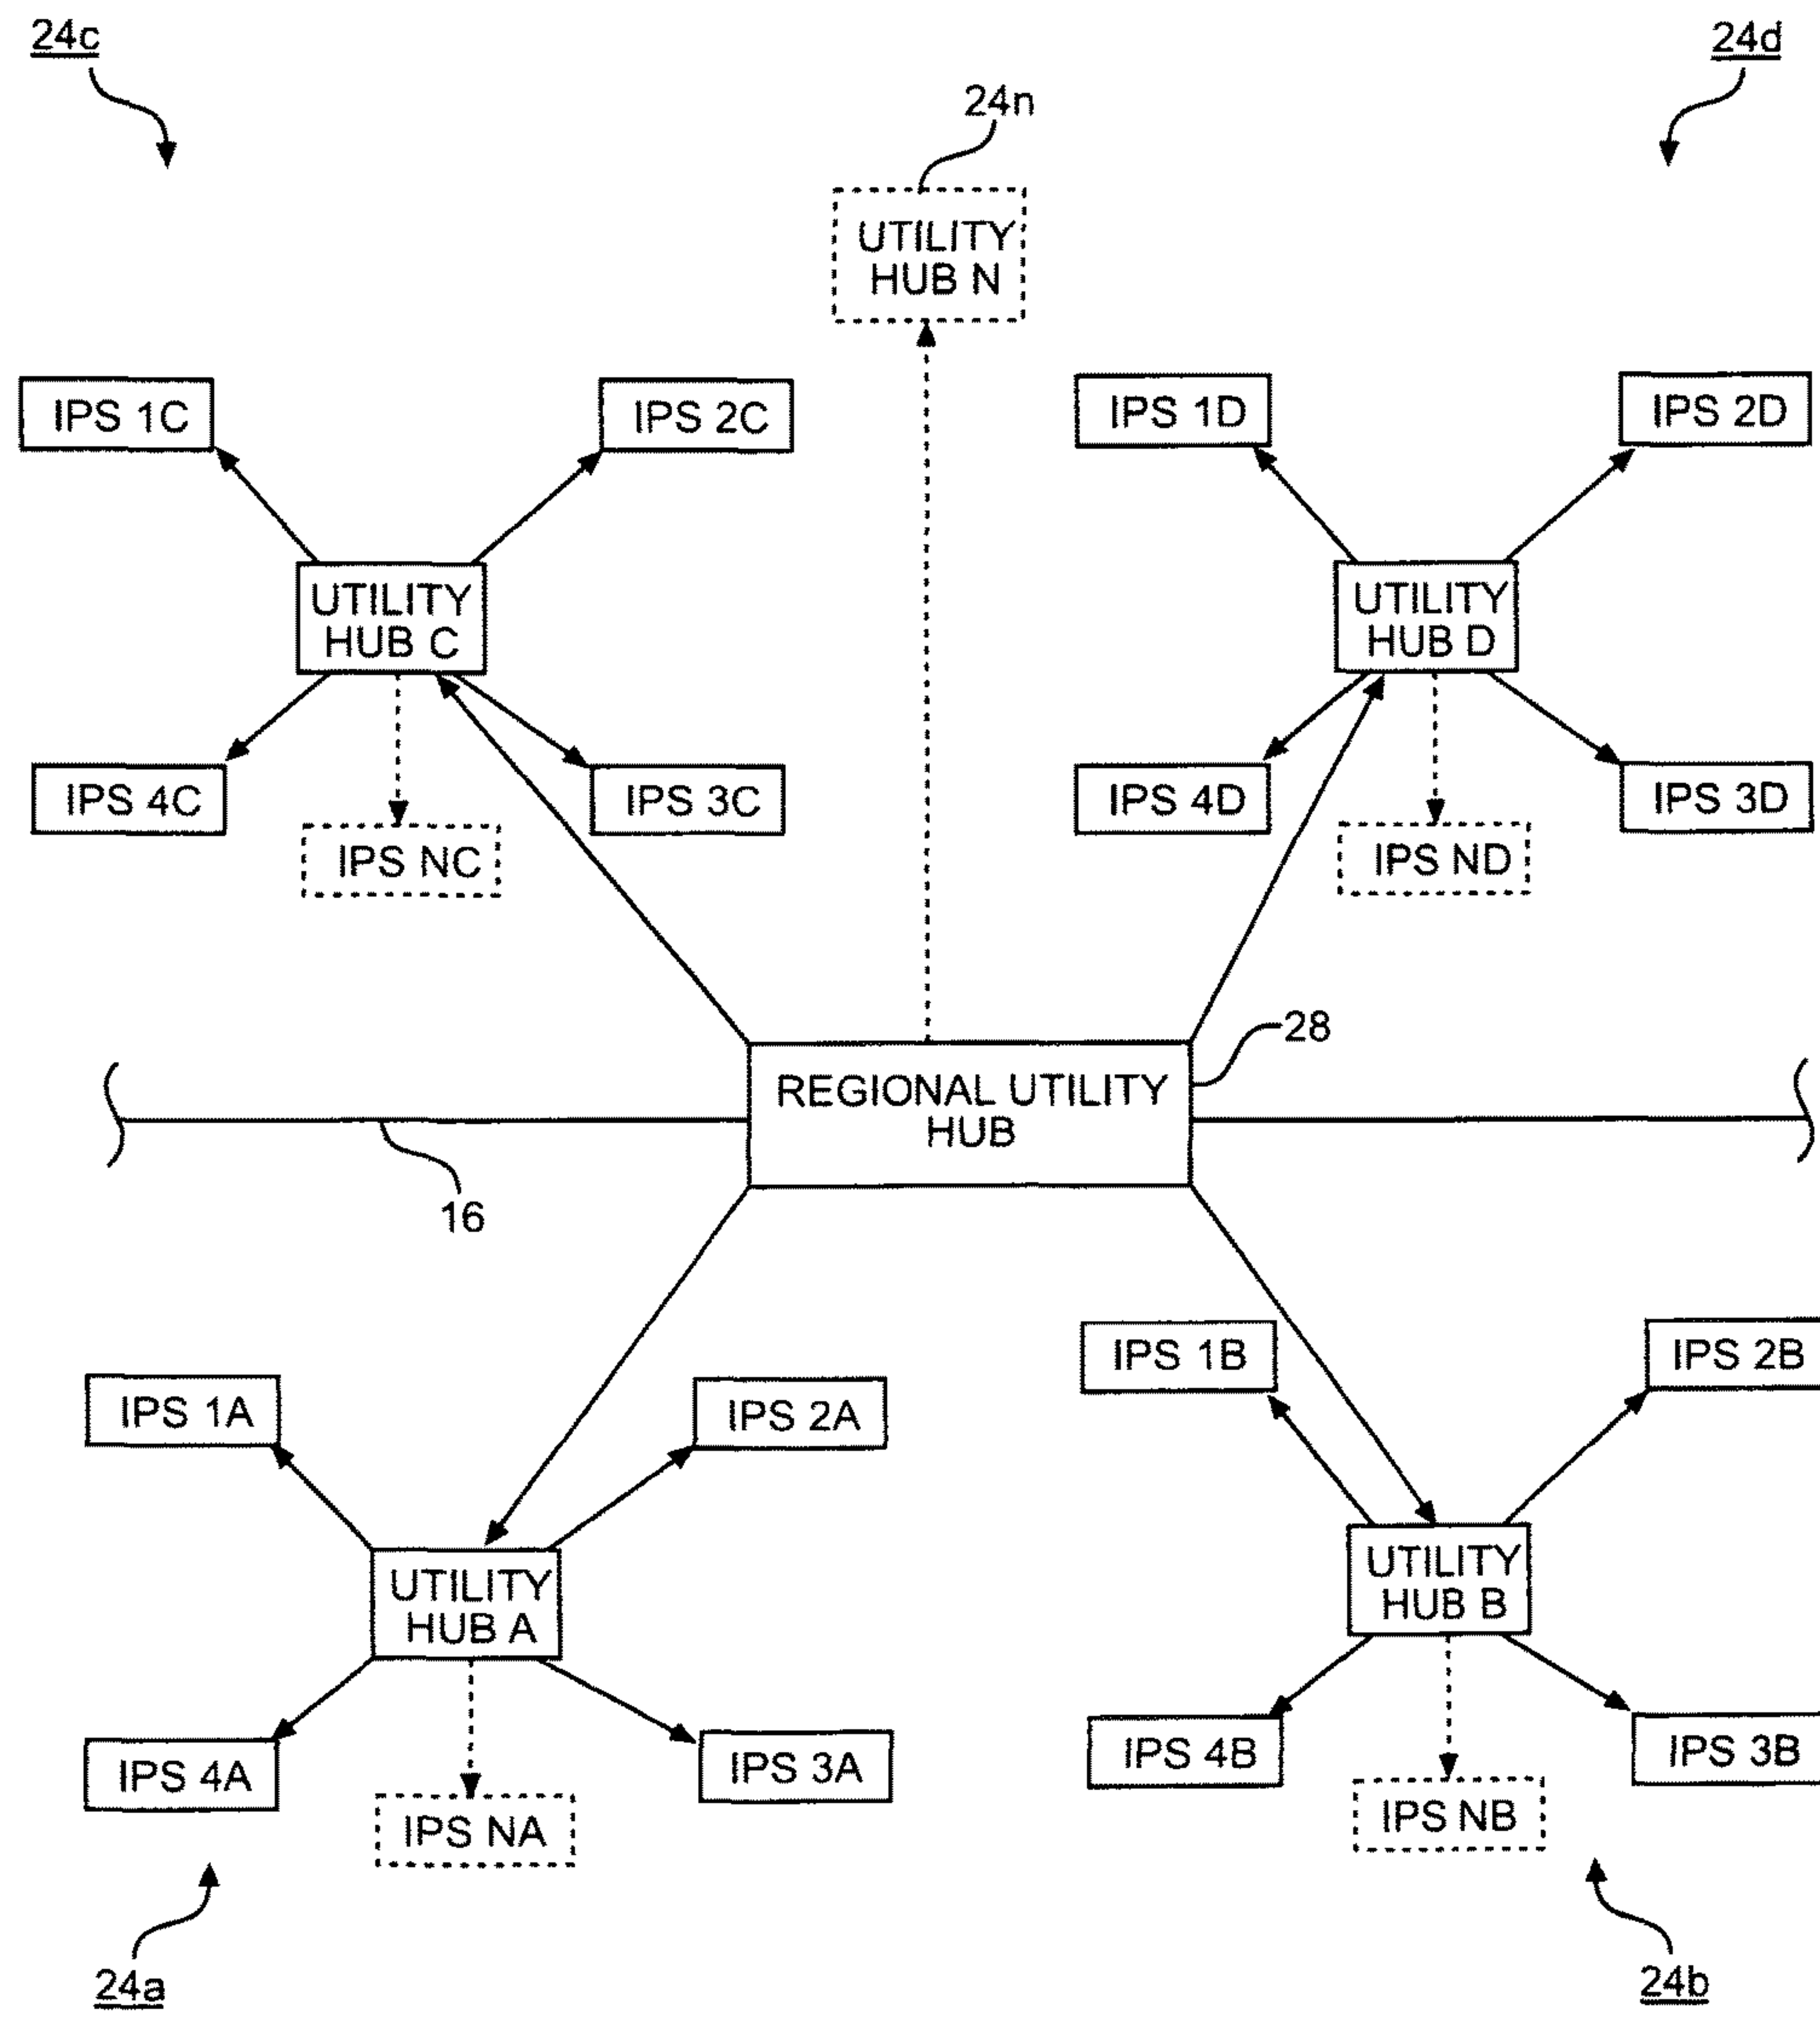 24c
24d
24n
UTILITY
HUB N
IPS 1C
IPS 2C
IPS 1D
IPS 2D
UTILITY
HUB C
UTILITY
HUB D
IPS 4C
IPS 3C
IPS 4D
IPS 3D
IPS NC
IPS ND
28
REGIONAL UTILITY
HUB
16
IPS 1B
IPS 2B
IPS 1A
IPS 2A
UTILITY
HUB B
UTILITY
HUB A
IPS 4B
IPS 3B
IPS 4A
IPS 3A
IPS NB
IPS NA
24a
24b